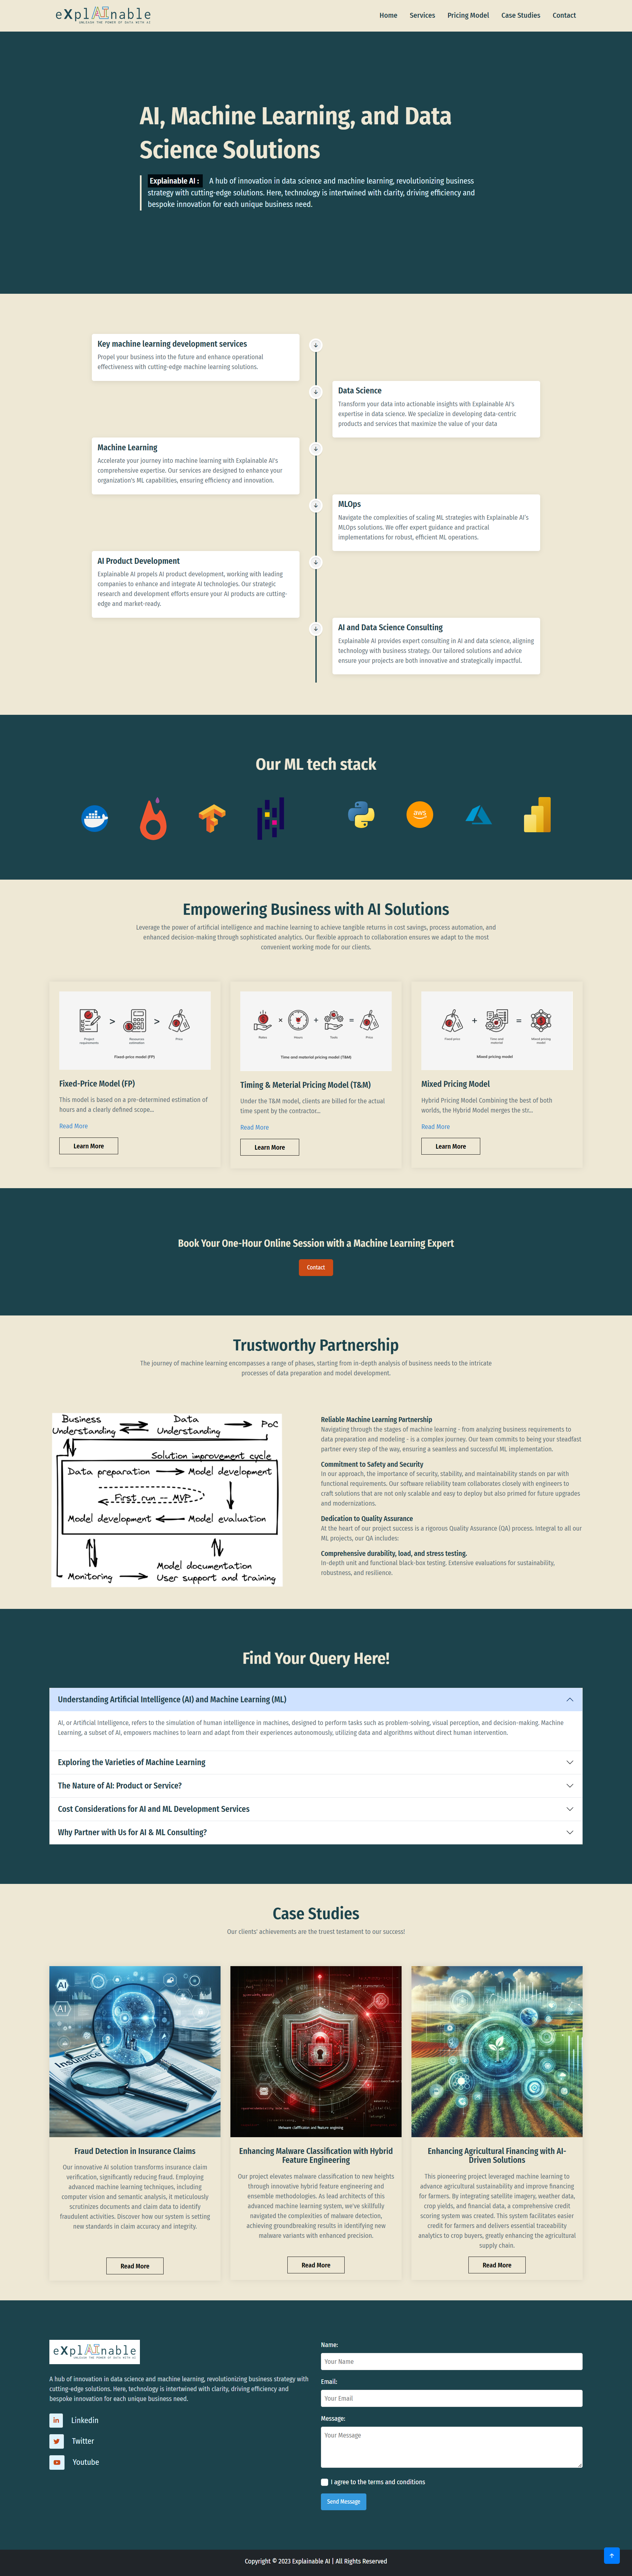 eXplAInable
UNLEASH THE POWER OF DATA WITH AI
Home Services Pricing Model Case Studies Contact
AI, Machine Learning, and Data
Science Solutions
Explainable AI : A hub of innovation in data science and machine learning, revolutionizing business
strategy with cutting-edge solutions. Here, technology is intertwined with clarity, driving efficiency and
bespoke innovation for each unique business need.
Key machine learning development services
Propel your business into the future and enhance operational
effectiveness with cutting-edge machine learning solutions.
Data Science
Transform your data into actionable insights with Explainable AI's
expertise in data science. We specialize in developing data-centric
products and services that maximize the value of your data
Machine Learning
Accelerate your journey into machine learning with Explainable AI's
comprehensive expertise. Our services are designed to enhance your
organization's ML capabilities, ensuring efficiency and innovation.
MLOps
Navigate the complexities of scaling ML strategies with Explainable AI's
MLOps solutions. We offer expert guidance and practical
implementations for robust, efficient ML operations.
AI Product Development
Explainable AI propels AI product development, working with leading
companies to enhance and integrate AI technologies. Our strategic
research and development efforts ensure your AI products are cutting-
edge and market-ready.
AI and Data Science Consulting
Explainable AI provides expert consulting in AI and data science, aligning
technology with business strategy. Our tailored solutions and advice
ensure your projects are both innovative and strategically impactful.
Our ML tech stack
aws
Empowering Business with AI Solutions
Leverage the power of artificial intelligence and machine learning to achieve tangible returns in cost savings, process automation, and
enhanced decision-making through sophisticated analytics. Our flexible approach to collaboration ensures we adapt to the most
convenient working mode for our clients.
Project requirements > Resources estimation > Price
Fixed-price model (FP)
Fixed-Price Model (FP)
This model is based on a pre-determined estimation of
hours and a clearly defined scope...
Read More
Learn More
Rates × Hours + Tools = Price
Time and material pricing model (T&M)
Timing & Meterial Pricing Model (T&M)
Under the T&M model, clients are billed for the actual
time spent by the contractor...
Read More
Learn More
Fixed price + Time and material = Mixed pricing model
Mixed pricing model
Mixed Pricing Model
Hybrid Pricing Model Combining the best of both
worlds, the Hybrid Model merges the str...
Read More
Learn More
Book Your One-Hour Online Session with a Machine Learning Expert
Contact
Trustworthy Partnership
The journey of machine learning encompasses a range of phases, starting from in-depth analysis of business needs to the intricate
processes of data preparation and model development.
Business Understanding Data Understanding PoC
Solution improvement cycle
Data preparation Model development
First run – MVP
Model development Model evaluation
Monitoring Model documentation
User support and training
Reliable Machine Learning Partnership
Navigating through the stages of machine learning - from analyzing business requirements to
data preparation and modeling - is a complex journey. Our team commits to being your steadfast
partner every step of the way, ensuring a seamless and successful ML implementation.
Commitment to Safety and Security
In our approach, the importance of security, stability, and maintainability stands on par with
functional requirements. Our software reliability team collaborates closely with engineers to
craft solutions that are not only scalable and easy to deploy but also primed for future upgrades
and modernizations.
Dedication to Quality Assurance
At the heart of our project success is a rigorous Quality Assurance (QA) process. Integral to all our
ML projects, our QA includes:
Comprehensive durability, load, and stress testing.
In-depth unit and functional black-box testing. Extensive evaluations for sustainability,
robustness, and resilience.
Find Your Query Here!
Understanding Artificial Intelligence (AI) and Machine Learning (ML)
AI, or Artificial Intelligence, refers to the simulation of human intelligence in machines, designed to perform tasks such as problem-solving, visual perception, and decision-making. Machine
Learning, a subset of AI, empowers machines to learn and adapt from their experiences autonomously, utilizing data and algorithms without direct human intervention.
Exploring the Varieties of Machine Learning
The Nature of AI: Product or Service?
Cost Considerations for AI and ML Development Services
Why Partner with Us for AI & ML Consulting?
Case Studies
Our clients' achievements are the truest testament to our success!
AI
AI
Insurance
Fraud Detection in Insurance Claims
Our innovative AI solution transforms insurance claim
verification, significantly reducing fraud. Employing
advanced machine learning techniques, including
computer vision and semantic analysis, it meticulously
scrutinizes documents and claim data to identify
fraudulent activities. Discover how our system is setting
new standards in claim accuracy and integrity.
Read More
Enhancing Malware Classification with Hybrid
Feature Engineering
Our project elevates malware classification to new heights
through innovative hybrid feature engineering and
ensemble methodologies. As lead architects of this
advanced machine learning system, we've skillfully
navigated the complexities of malware detection,
achieving groundbreaking results in identifying new
malware variants with enhanced precision.
Read More
Enhancing Agricultural Financing with AI-
Driven Solutions
This pioneering project leveraged machine learning to
advance agricultural sustainability and improve financing
for farmers. By integrating satellite imagery, weather data,
crop yields, and financial data, a comprehensive credit
scoring system was created. This system facilitates easier
credit for farmers and delivers essential traceability
analytics to crop buyers, greatly enhancing the agricultural
supply chain.
Read More
eXplAInable
UNLEASH THE POWER OF DATA WITH AI
A hub of innovation in data science and machine learning, revolutionizing business strategy with
cutting-edge solutions. Here, technology is intertwined with clarity, driving efficiency and
bespoke innovation for each unique business need.
Linkedin
Twitter
Youtube
Name:
Your Name
Email:
Your Email
Message:
Your Message
I agree to the terms and conditions
Send Message
Copyright © 2023 Explainable AI | All Rights Reserved